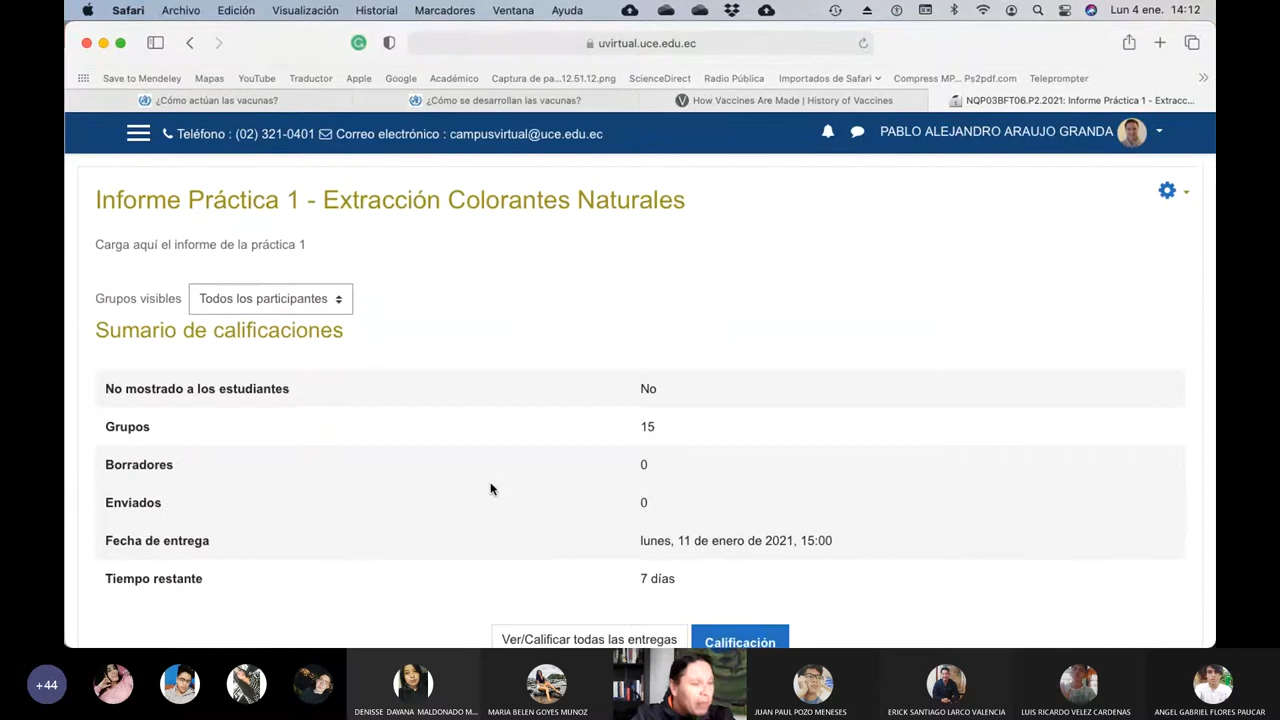 Safari Archivo Edición Visualización Historial Marcadores Ventana Ayuda Lun 4 ene. 14:12
uvirtual.uce.edu.ec
Save to Mendeley Mapas YouTube Traductor Apple Google Académico Captura de pa...12.51.12.png ScienceDirect Radio Pública Importados de Safari Compress MP... Ps2pdf.com Teleprompter
¿Cómo actúan las vacunas? ¿Cómo se desarrollan las vacunas? How Vaccines Are Made | History of Vaccines NQP03BFT06.P2.2021: Informe Práctica 1 - Extracc...
Teléfono : (02) 321-0401 Correo electrónico : campusvirtual@uce.edu.ec PABLO ALEJANDRO ARAUJO GRANDA
Informe Práctica 1 - Extracción Colorantes Naturales
Carga aquí el informe de la práctica 1
Grupos visibles Todos los participantes
Sumario de calificaciones
No mostrado a los estudiantes No
Grupos 15
Borradores 0
Enviados 0
Fecha de entrega lunes, 11 de enero de 2021, 15:00
Tiempo restante 7 días
Ver/Calificar todas las entregas Calificación
+44 DENISSE DAYANA MALDONADO M... MARIA BELEN GOYES MUNOZ JUAN PAUL POZO MENESES ERICK SANTIAGO LARCO VALENCIA LUIS RICARDO VELEZ CARDENAS ANGEL GABRIEL FLORES PAUCAR